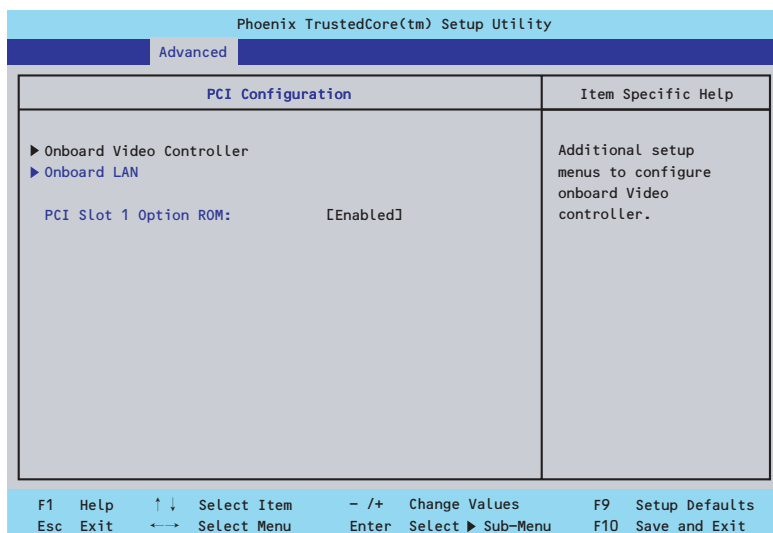 Phoenix TrustedCore(tm) Setup Utility
Advanced
PCI Configuration
Item Specific Help
▶ Onboard Video Controller
▶ Onboard LAN
PCI Slot 1 Option ROM: [Enabled]
Additional setup
menus to configure
onboard Video
controller.
F1 Help ↑↓ Select Item - /+ Change Values F9 Setup Defaults
Esc Exit ←→ Select Menu Enter Select ▶ Sub-Menu F10 Save and Exit